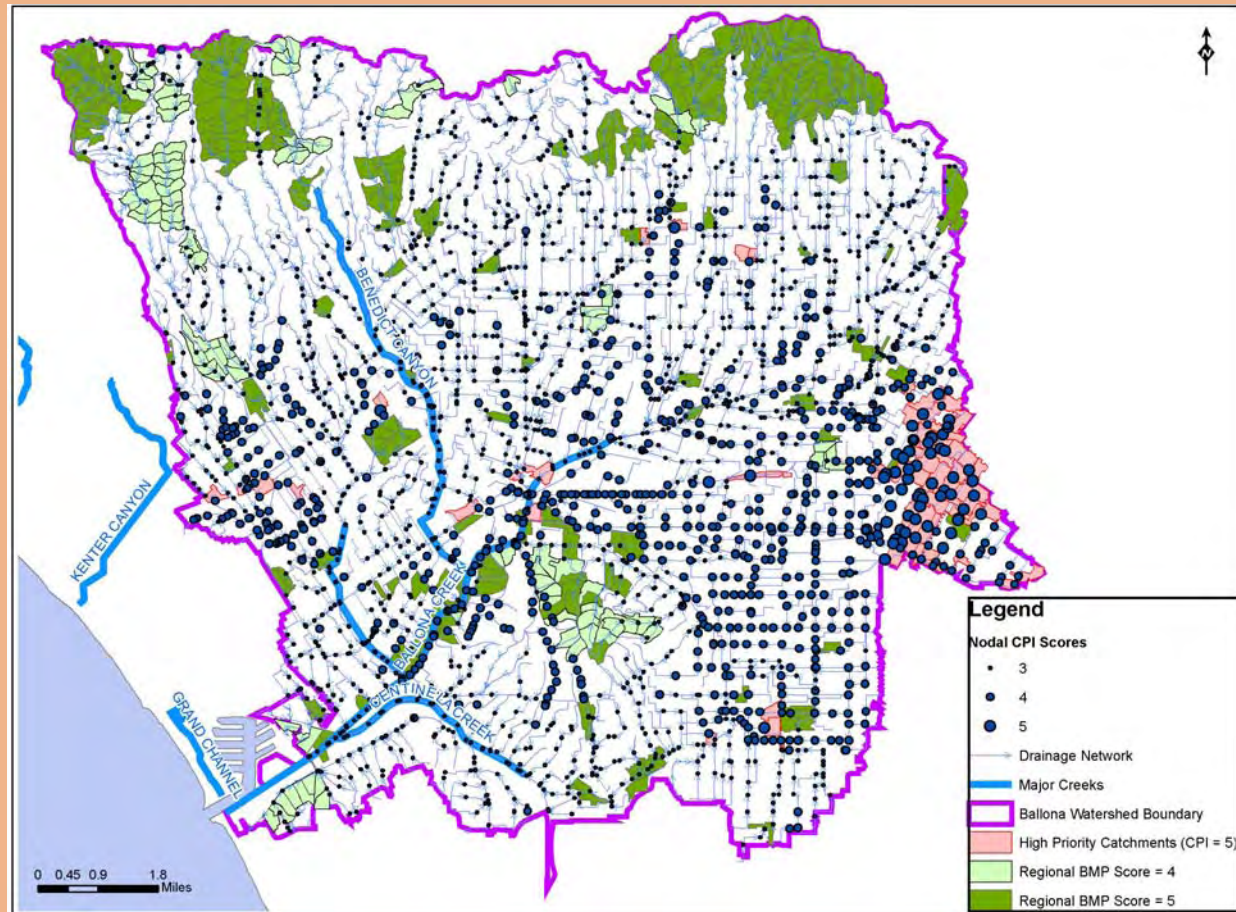 N
BENEDICT CANYON
KENTER CANYON
BALLONA CREEK
CENTINELA CREEK
GRAND CHANNEL
0 0.45 0.9 1.8
Miles
Legend
Nodal CPI Scores
3
4
5
Drainage Network
Major Creeks
Ballona Watershed Boundary
High Priority Catchments (CPI = 5)
Regional BMP Score = 4
Regional BMP Score = 5